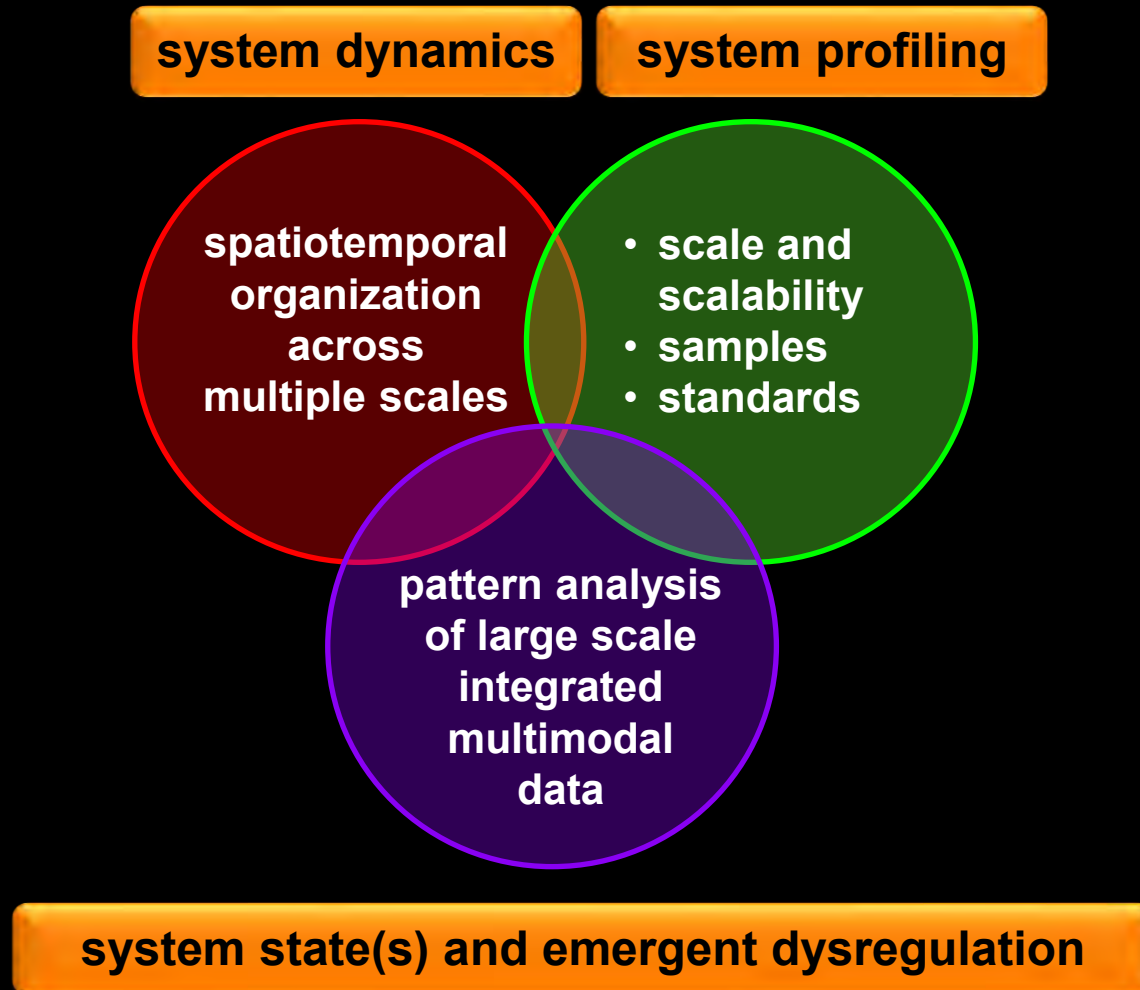 system dynamics
system profiling
spatiotemporal
organization
across
multiple scales
• scale and
scalability
• samples
• standards
pattern analysis
of large scale
integrated
multimodal
data
system state(s) and emergent dysregulation